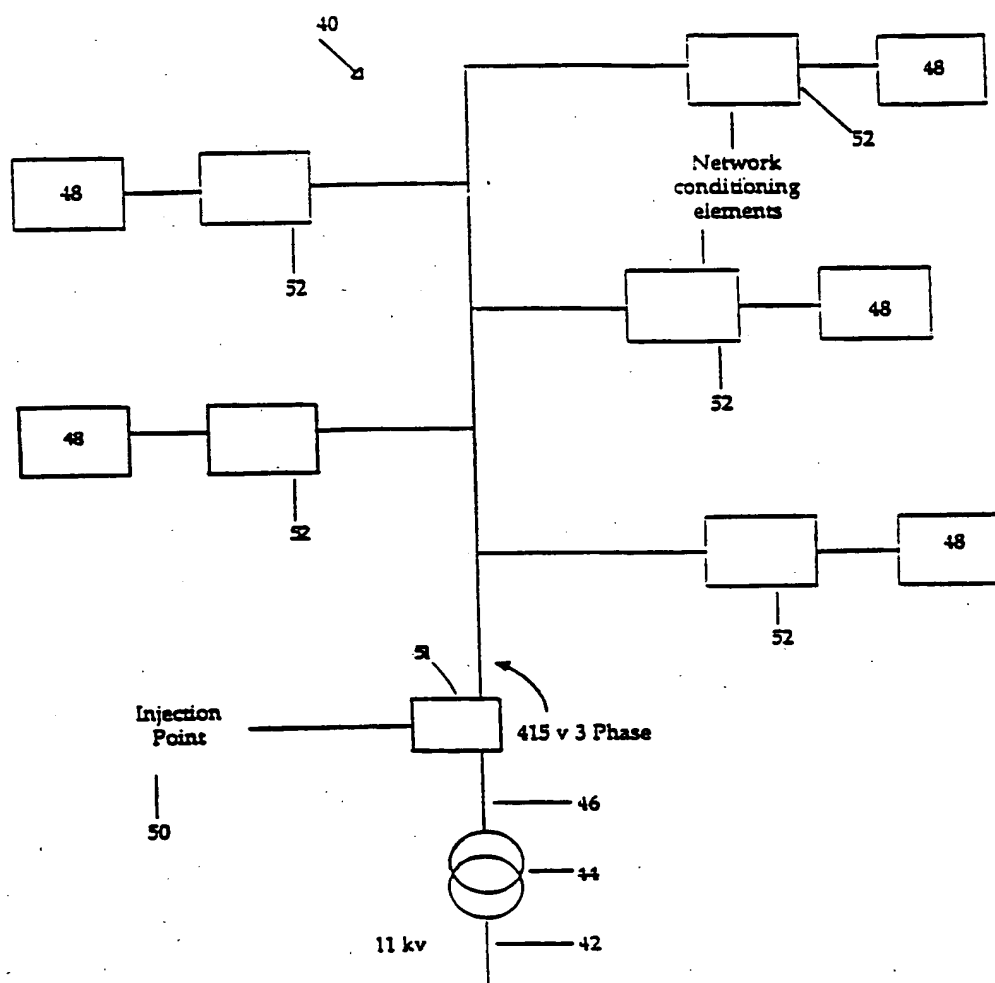 40
48
52
Network
conditioning
elements
48
52
48
52
48
52
48
52
51
Injection
Point
415 v 3 Phase
50
46
44
11 kv
42